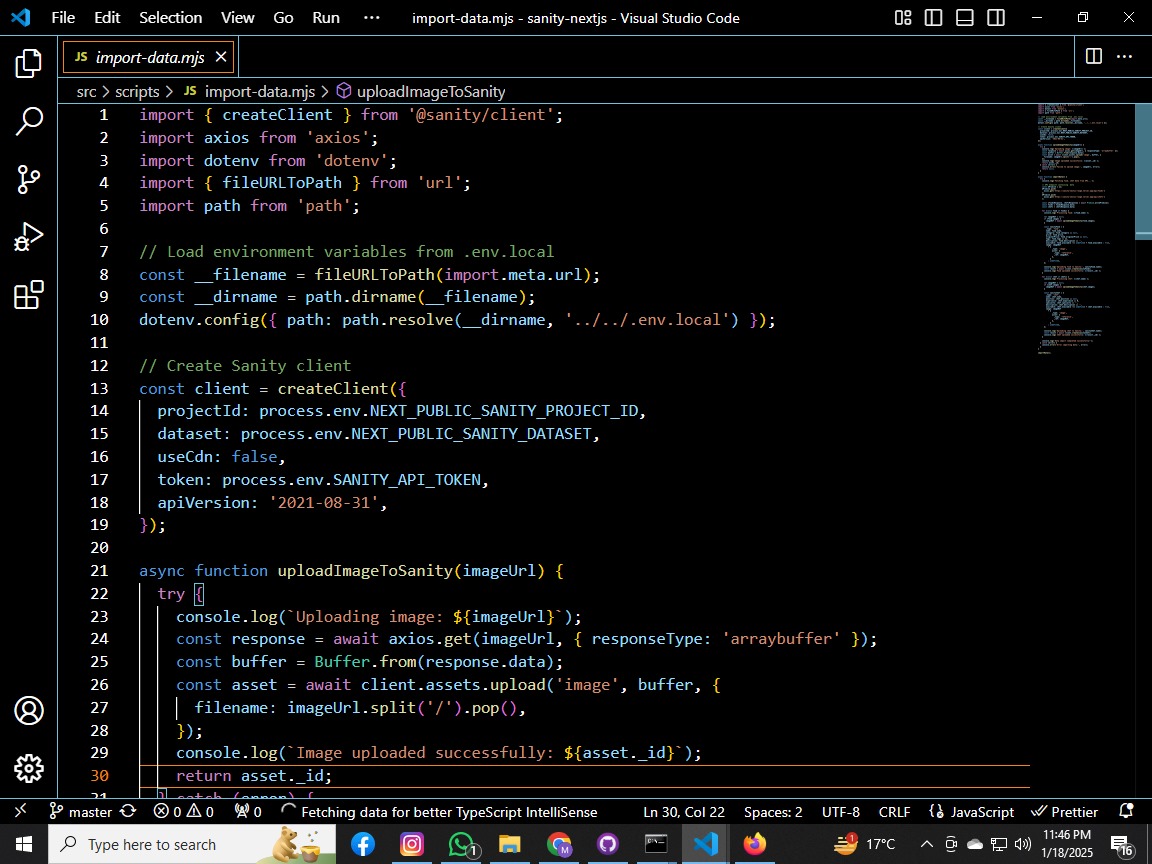 File Edit Selection View Go Run ··· import-data.mjs - sanity-nextjs - Visual Studio Code
JS import-data.mjs
src > scripts > JS import-data.mjs > uploadImageToSanity
1 import { createClient } from '@sanity/client';
2 import axios from 'axios';
3 import dotenv from 'dotenv';
4 import { fileURLToPath } from 'url';
5 import path from 'path';
6
7 // Load environment variables from .env.local
8 const __filename = fileURLToPath(import.meta.url);
9 const __dirname = path.dirname(__filename);
10 dotenv.config({ path: path.resolve(__dirname, '../../.env.local') });
11
12 // Create Sanity client
13 const client = createClient({
14 projectId: process.env.NEXT_PUBLIC_SANITY_PROJECT_ID,
15 dataset: process.env.NEXT_PUBLIC_SANITY_DATASET,
16 useCdn: false,
17 token: process.env.SANITY_API_TOKEN,
18 apiVersion: '2021-08-31',
19 });
20
21 async function uploadImageToSanity(imageUrl) {
22 try {
23 console.log(`Uploading image: ${imageUrl}`);
24 const response = await axios.get(imageUrl, { responseType: 'arraybuffer' });
25 const buffer = Buffer.from(response.data);
26 const asset = await client.assets.upload('image', buffer, {
27 filename: imageUrl.split('/').pop(),
28 });
29 console.log(`Image uploaded successfully: ${asset._id}`);
30 return asset._id;
31 } catch (error) {
master 0 0 0 Fetching data for better TypeScript IntelliSense Ln 30, Col 22 Spaces: 2 UTF-8 CRLF JavaScript Prettier
Type here to search 1 M 1 17°C 11:46 PM 1/18/2025 16